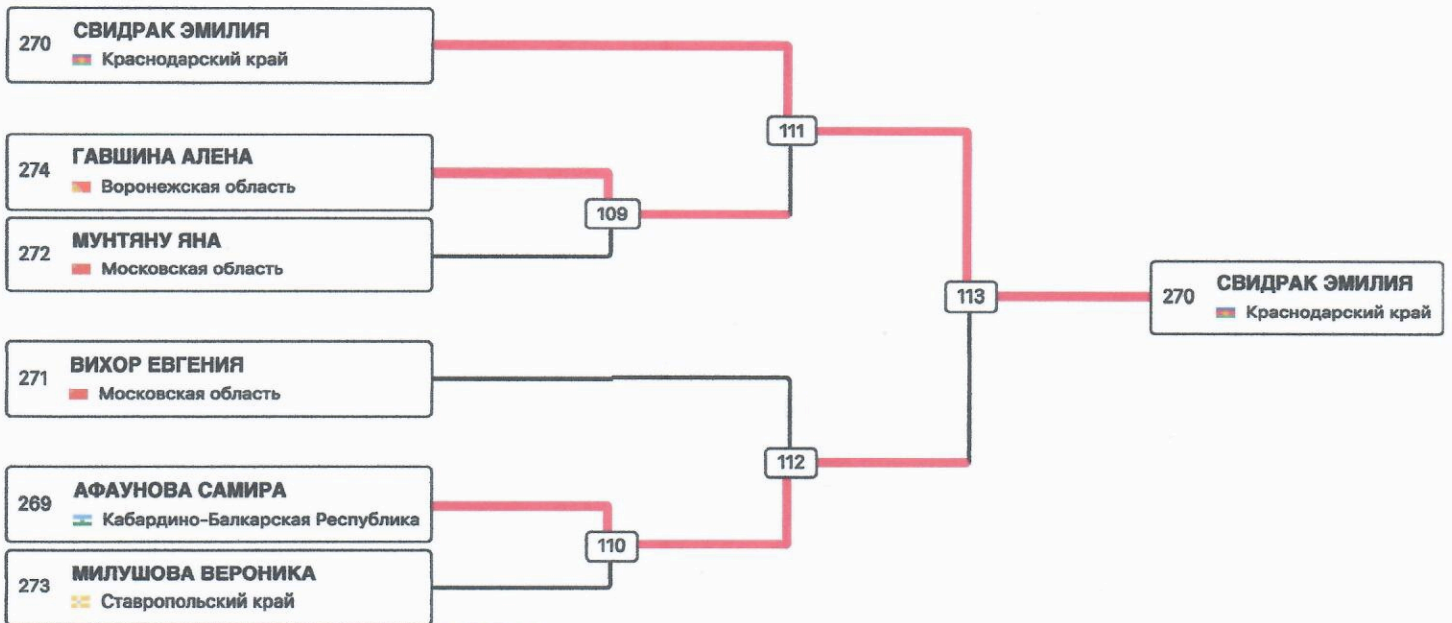 270 СВИДРАК ЭМИЛИЯ
Краснодарский край
111
274 ГАВШИНА АЛЕНА
Воронежская область
109
272 МУНТЯНУ ЯНА
Московская область
113
270 СВИДРАК ЭМИЛИЯ
Краснодарский край
271 ВИХОР ЕВГЕНИЯ
Московская область
112
269 АФАУНОВА САМИРА
Кабардино-Балкарская Республика
110
273 МИЛУШОВА ВЕРОНИКА
Ставропольский край